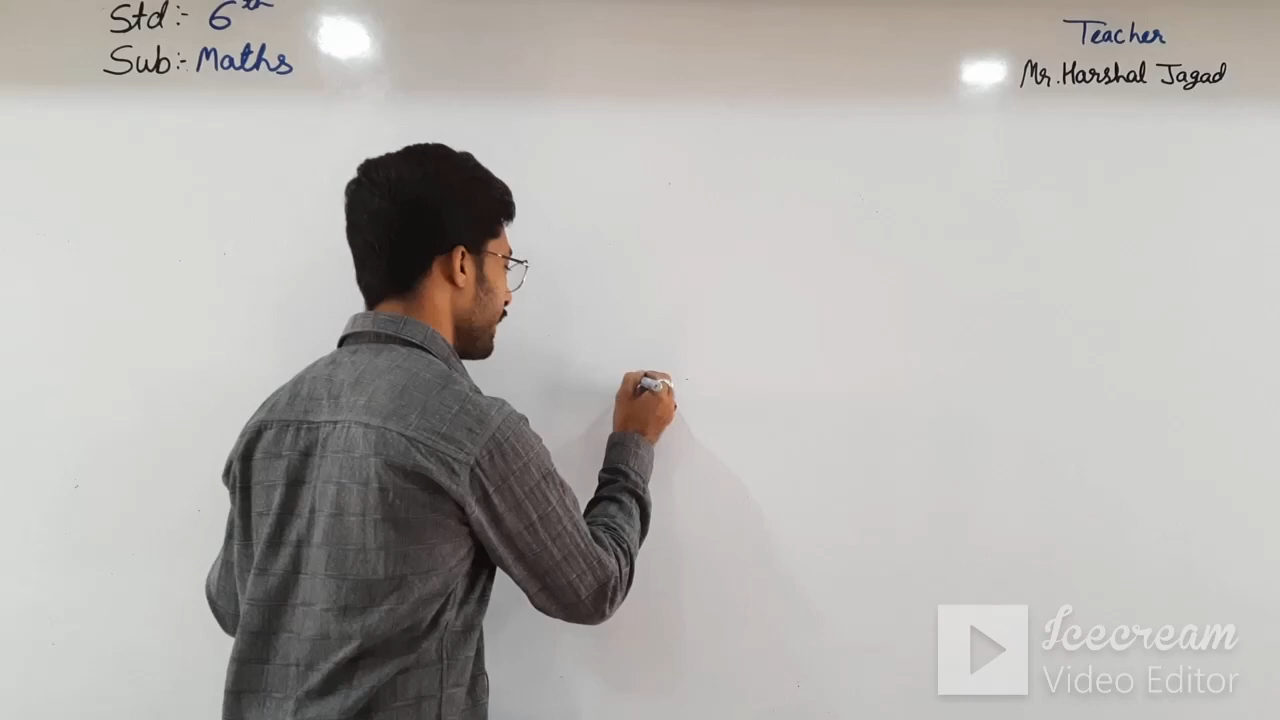 Std:- 6th
Sub:- Maths
Teacher
Mr. Harshal Jagad
Icecream
Video Editor